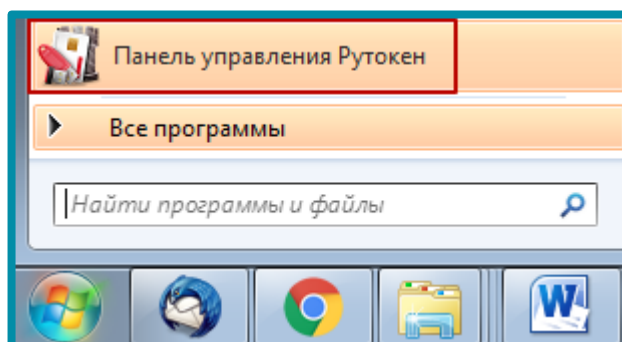 Панель управления Рутокен
Все программы
Найти программы и файлы
W